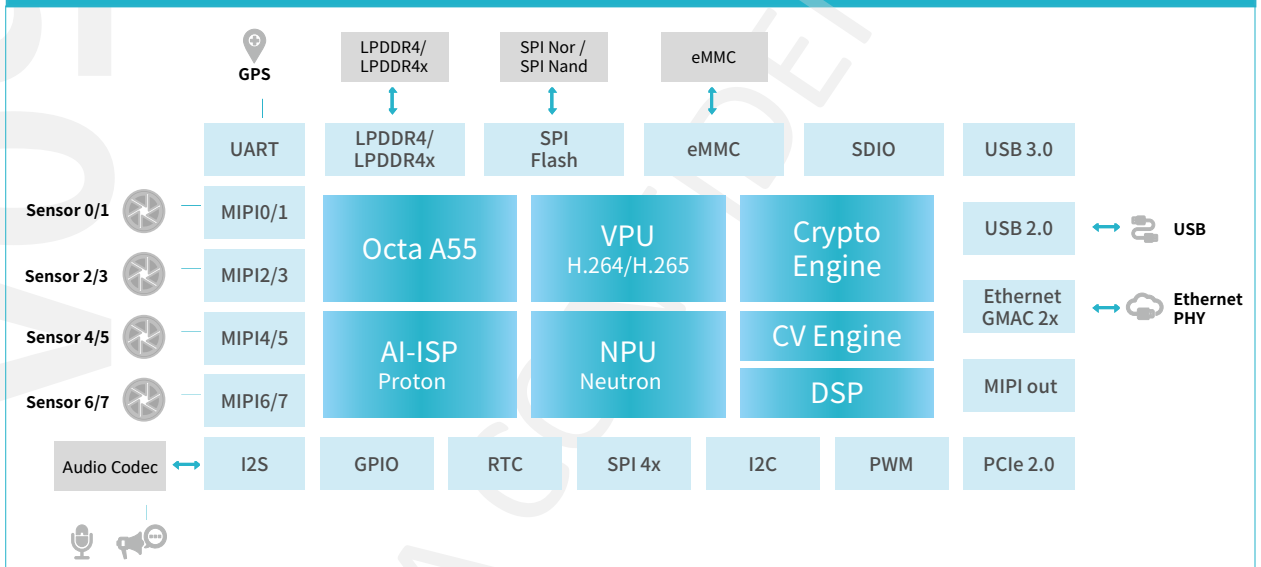 GPS
LPDDR4/
LPDDR4x
SPI Nor /
SPI Nand
eMMC
UART
LPDDR4/
LPDDR4x
SPI
Flash
eMMC
SDIO
USB 3.0
Sensor 0/1
MIPI0/1
Octa A55
VPU
H.264/H.265
Crypto
Engine
USB 2.0
USB
Sensor 2/3
MIPI2/3
Ethernet
GMAC 2x
Ethernet
PHY
Sensor 4/5
MIPI4/5
AI-ISP
Proton
NPU
Neutron
CV Engine
DSP
MIPI out
Sensor 6/7
MIPI6/7
Audio Codec
I2S
GPIO
RTC
SPI 4x
I2C
PWM
PCIe 2.0